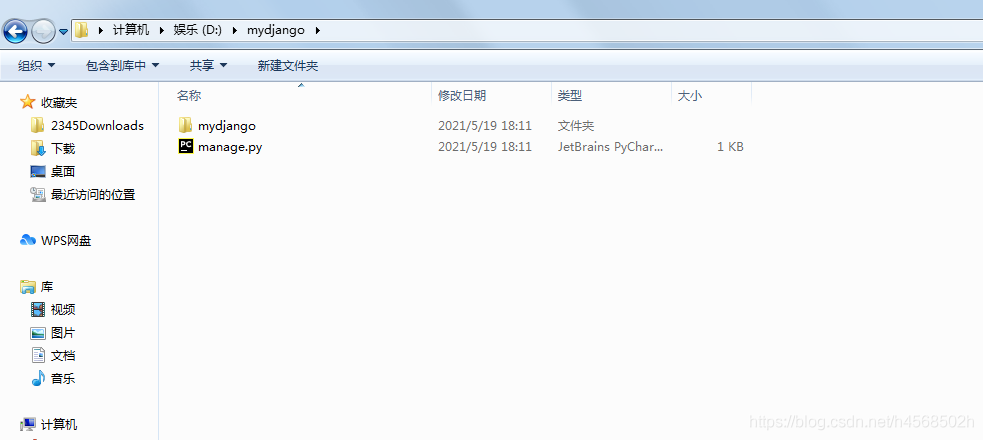 计算机 娱乐 (D:) mydjango
组织 包含到库中 共享 新建文件夹
收藏夹
2345Downloads
下载
桌面
最近访问的位置
WPS网盘
库
视频
图片
文档
音乐
计算机
名称 修改日期 类型 大小
mydjango 2021/5/19 18:11 文件夹
PC manage.py 2021/5/19 18:11 JetBrains PyChar... 1 KB
https://blog.csdn.net/h4568502h